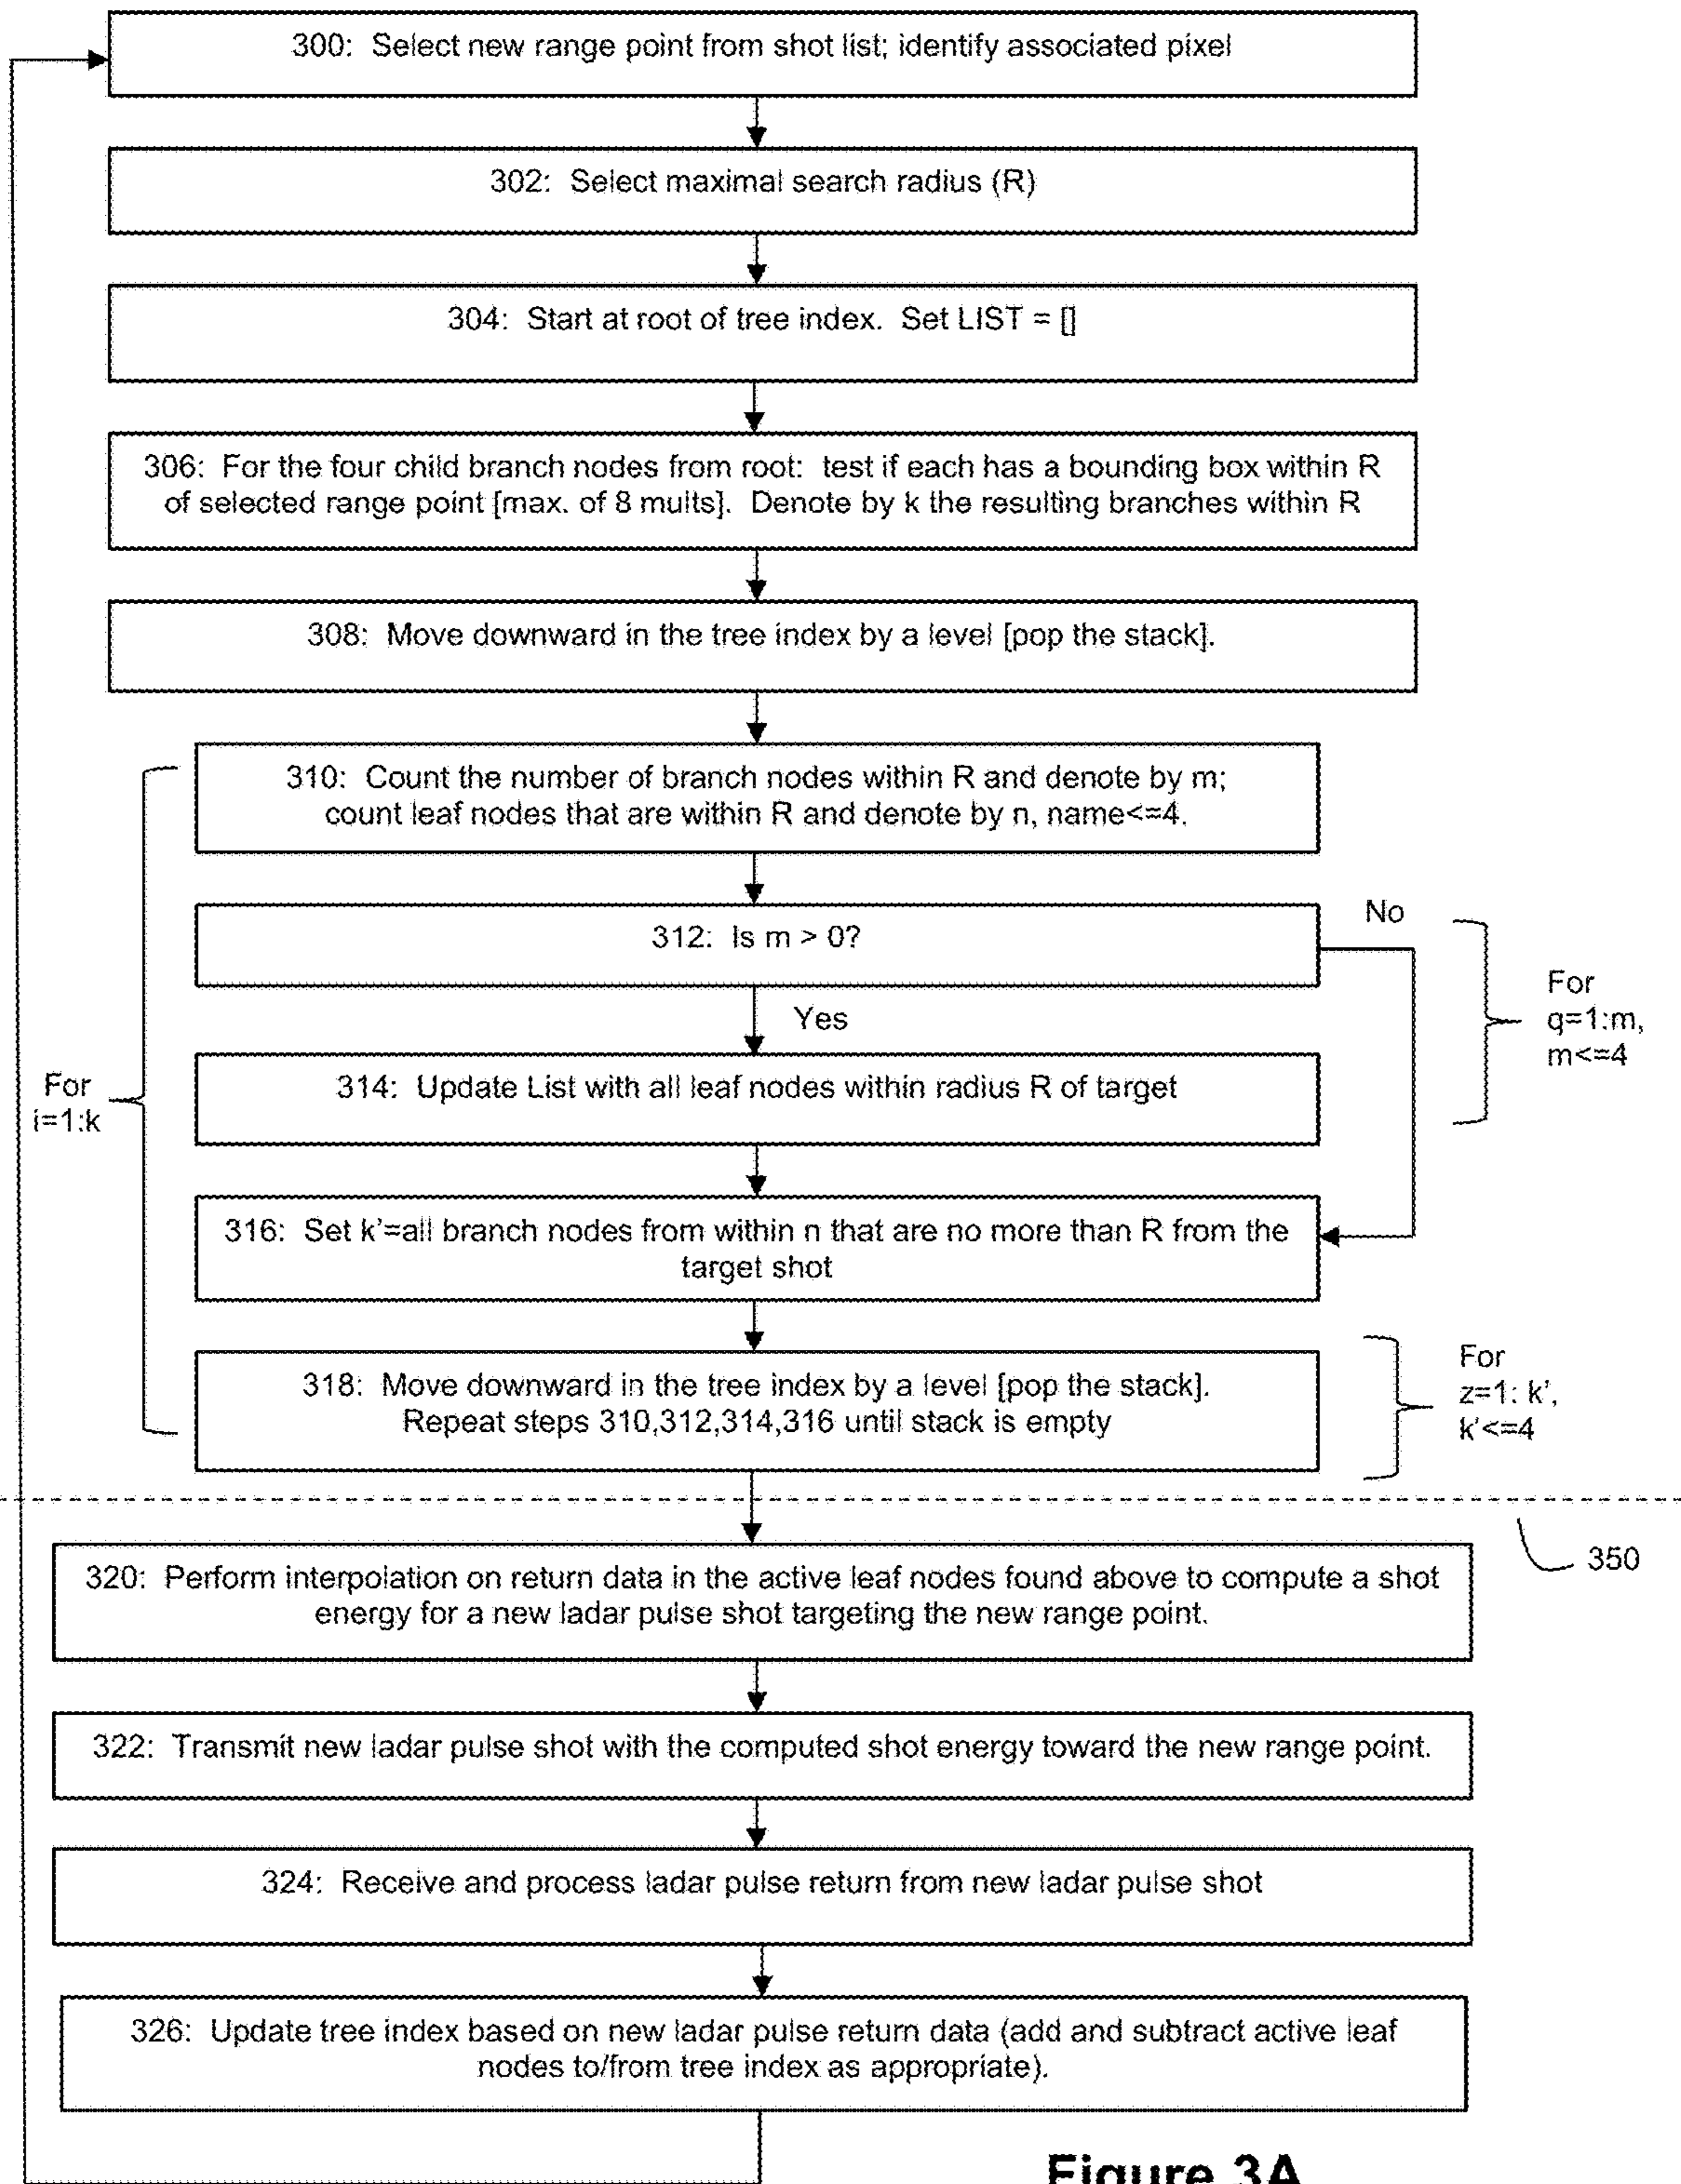 300: Select new range point from shot list; identify associated pixel
302: Select maximal search radius (R)
304: Start at root of tree index. Set LIST = []
306: For the four child branch nodes from root: test if each has a bounding box within R
of selected range point [max. of 8 mults]. Denote by k the resulting branches within R
308: Move downward in the tree index by a level [pop the stack].
310: Count the number of branch nodes within R and denote by m;
count leaf nodes that are within R and denote by n, name<=4.
312: Is m > 0?
No
Yes
For
q=1:m,
m<=4
314: Update List with all leaf nodes within radius R of target
For
i=1:k
316: Set k'=all branch nodes from within n that are no more than R from the
target shot
318: Move downward in the tree index by a level [pop the stack].
Repeat steps 310,312,314,316 until stack is empty
For
z=1: k',
k'<=4
350
320: Perform interpolation on return data in the active leaf nodes found above to compute a shot
energy for a new ladar pulse shot targeting the new range point.
322: Transmit new ladar pulse shot with the computed shot energy toward the new range point.
324: Receive and process ladar pulse return from new ladar pulse shot
326: Update tree index based on new ladar pulse return data (add and subtract active leaf
nodes to/from tree index as appropriate).
Figure 3A